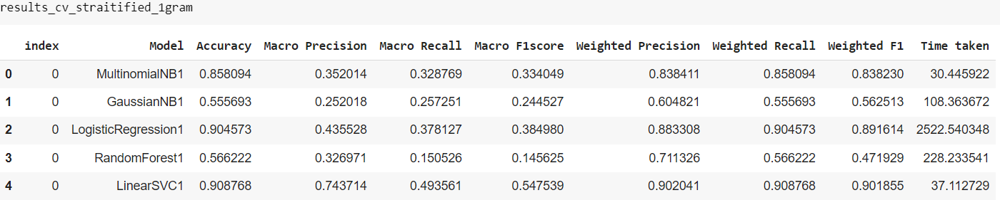 results_cv_straitified_1gram
index Model Accuracy Macro Precision Macro Recall Macro F1score Weighted Precision Weighted Recall Weighted F1 Time taken
0 0 MultinomialNB1 0.858094 0.352014 0.328769 0.334049 0.838411 0.858094 0.838230 30.445922
1 0 GaussianNB1 0.555693 0.252018 0.257251 0.244527 0.604821 0.555693 0.562513 108.363672
2 0 LogisticRegression1 0.904573 0.435528 0.378127 0.384980 0.883308 0.904573 0.891614 2522.540348
3 0 RandomForest1 0.566222 0.326971 0.150526 0.145625 0.711326 0.566222 0.471929 228.233541
4 0 LinearSVC1 0.908768 0.743714 0.493561 0.547539 0.902041 0.908768 0.901855 37.112729